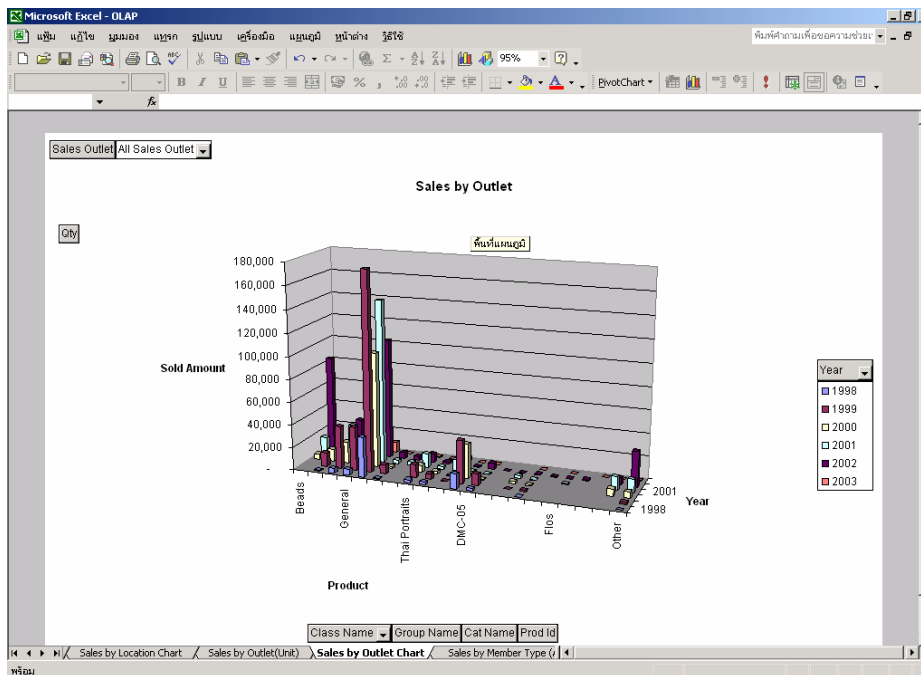 Microsoft Excel - OLAP
แฟ้ม แก้ไข มุมมอง แทรก รูปแบบ เครื่องมือ แผนภูมิ หน้าต่าง วิธีใช้
95%
B I U
PivotChart
fx
Sales Outlet All Sales Outlet
Sales by Outlet
Qty
พื้นที่แผนภูมิ
180,000
160,000
140,000
120,000
100,000
80,000
60,000
40,000
20,000
-
Sold Amount
Beads
General
Thai Portraits
DMC-05
Flos
Other
1998
2001
Year
Product
Year
1998
1999
2000
2001
2002
2003
Class Name Group Name Cat Name Prod Id
Sales by Location Chart Sales by Outlet(Unit) Sales by Outlet Chart Sales by Member Type (
พร้อม